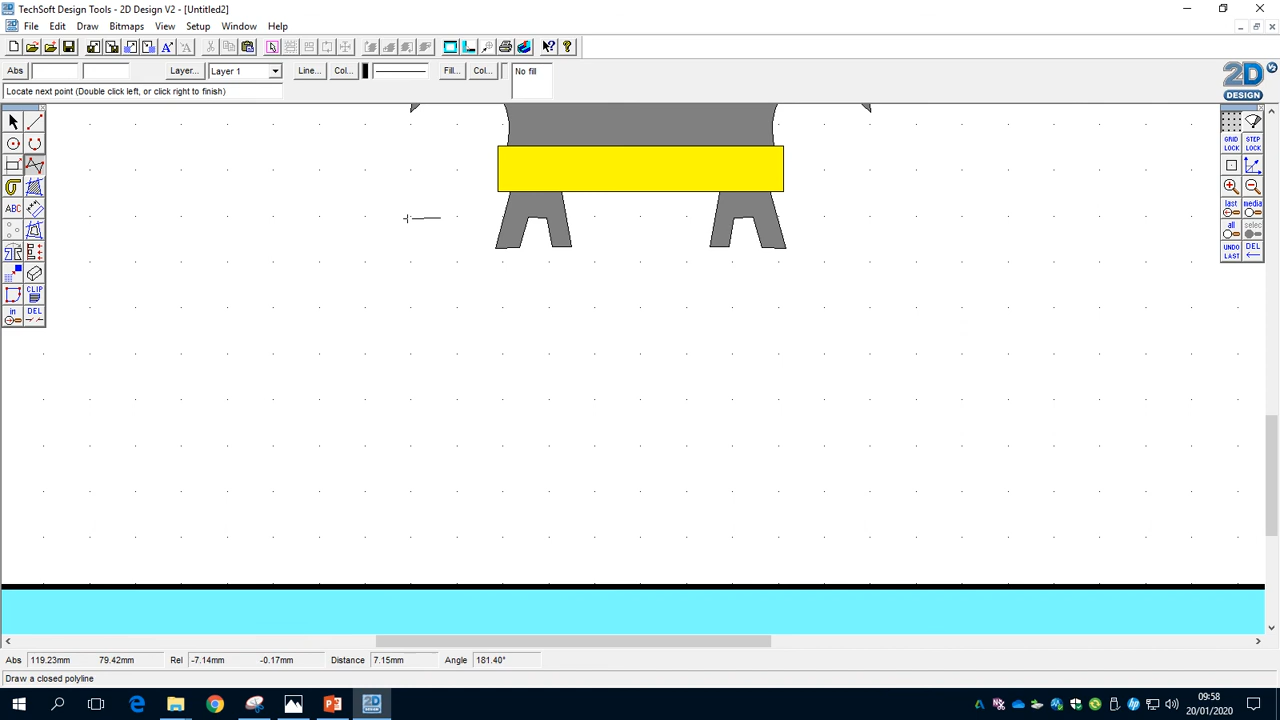 TechSoft Design Tools - 2D Design V2 - [Untitled2]
File Edit Draw Bitmaps View Setup Window Help
Abs Layer... Layer 1 Line... Col... Fill... Col... No fill
Locate next point (Double click left, or click right to finish)
2D V2
DESIGN
GRID LOCK STEP LOCK
ABC
last media
all selec
UNDO LAST DEL
CLIP
in DEL
Abs 119.23mm 79.42mm Rel -7.14mm -0.17mm Distance 7.15mm Angle 181.40°
Draw a closed polyline
09:58
20/01/2020